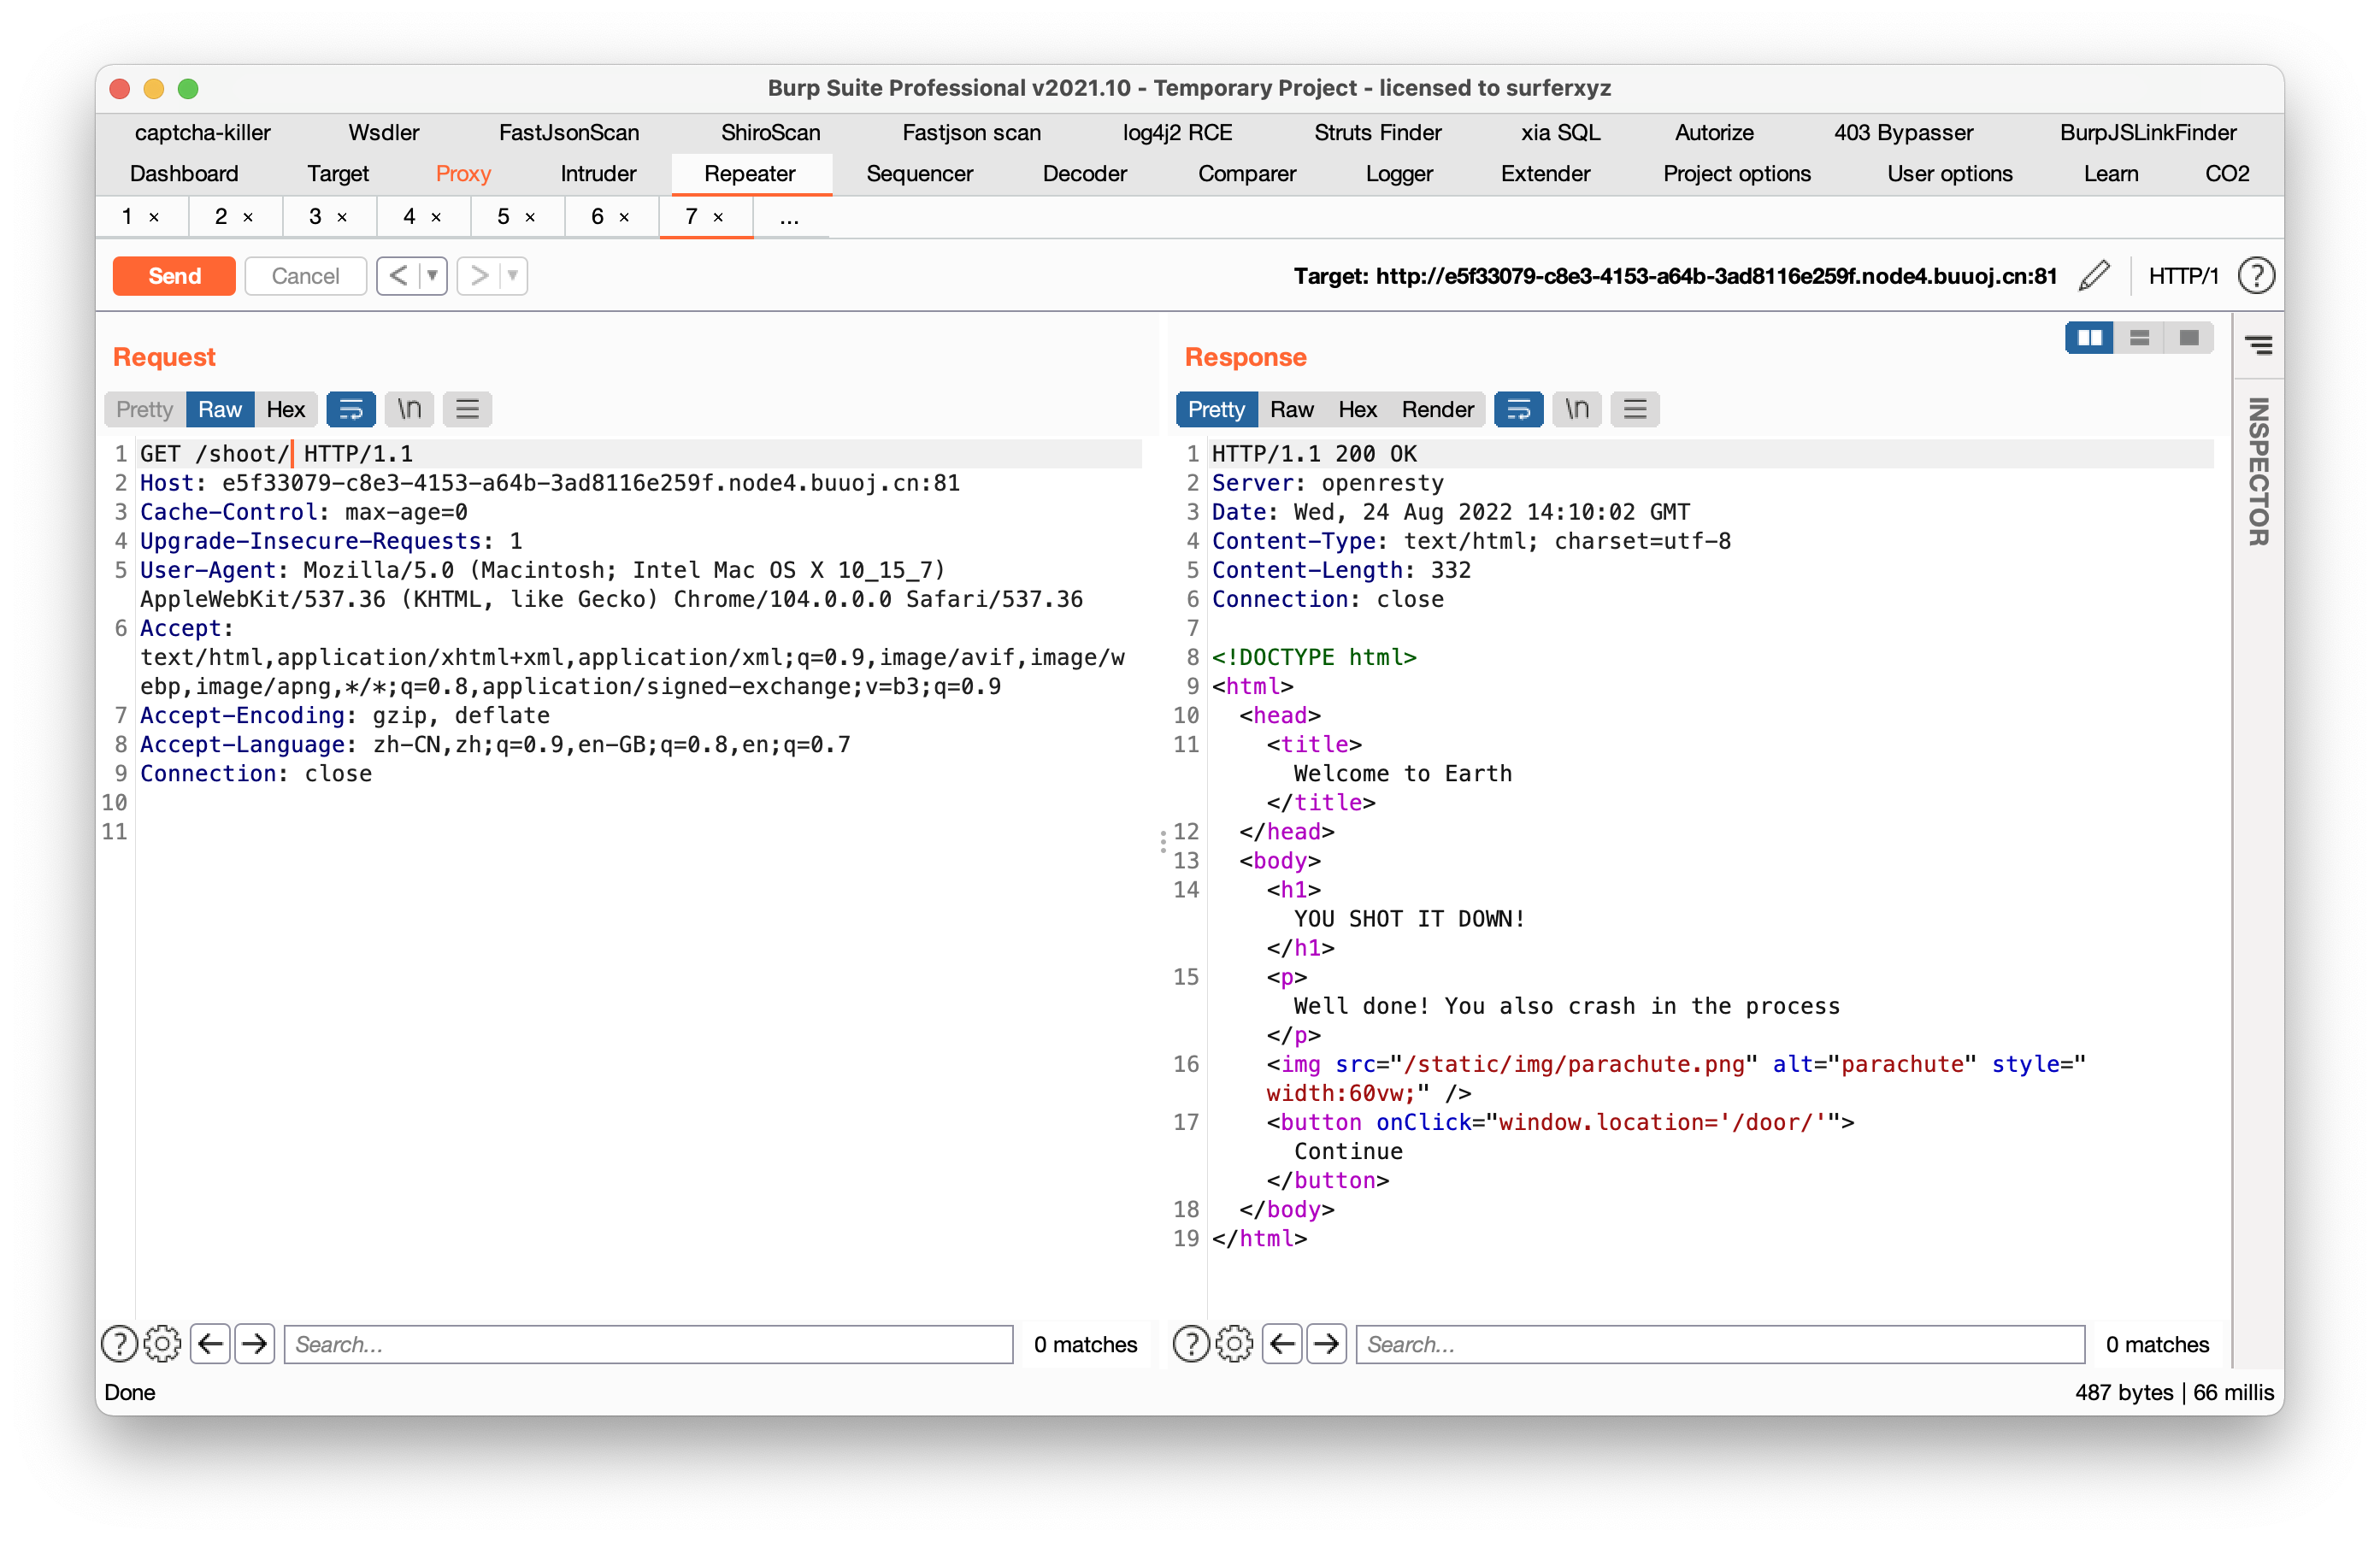 Burp Suite Professional v2021.10 - Temporary Project - licensed to surferxyz
captcha-killer Wsdler FastJsonScan ShiroScan Fastjson scan log4j2 RCE Struts Finder xia SQL Autorize 403 Bypasser BurpJSLinkFinder
Dashboard Target Proxy Intruder Repeater Sequencer Decoder Comparer Logger Extender Project options User options Learn CO2
1 × 2 × 3 × 4 × 5 × 6 × 7 × ...
Send Cancel < ▼ > ▼ Target: http://e5f33079-c8e3-4153-a64b-3ad8116e259f.node4.buuoj.cn:81 HTTP/1 ?
Request
Pretty Raw Hex \n
1 GET /shoot/ HTTP/1.1
2 Host: e5f33079-c8e3-4153-a64b-3ad8116e259f.node4.buuoj.cn:81
3 Cache-Control: max-age=0
4 Upgrade-Insecure-Requests: 1
5 User-Agent: Mozilla/5.0 (Macintosh; Intel Mac OS X 10_15_7)
AppleWebKit/537.36 (KHTML, like Gecko) Chrome/104.0.0.0 Safari/537.36
6 Accept:
text/html,application/xhtml+xml,application/xml;q=0.9,image/avif,image/w
ebp,image/apng,*/*;q=0.8,application/signed-exchange;v=b3;q=0.9
7 Accept-Encoding: gzip, deflate
8 Accept-Language: zh-CN,zh;q=0.9,en-GB;q=0.8,en;q=0.7
9 Connection: close
10
11
? Search... 0 matches
Response
Pretty Raw Hex Render \n
1 HTTP/1.1 200 OK
2 Server: openresty
3 Date: Wed, 24 Aug 2022 14:10:02 GMT
4 Content-Type: text/html; charset=utf-8
5 Content-Length: 332
6 Connection: close
7
8 <!DOCTYPE html>
9 <html>
10 <head>
11 <title>
Welcome to Earth
</title>
12 </head>
13 <body>
14 <h1>
YOU SHOT IT DOWN!
</h1>
15 <p>
Well done! You also crash in the process
</p>
16 <img src="/static/img/parachute.png" alt="parachute" style="
width:60vw;" />
17 <button onClick="window.location='/door/'">
Continue
</button>
18 </body>
19 </html>
? Search... 0 matches
INSPECTOR
Done
487 bytes | 66 millis